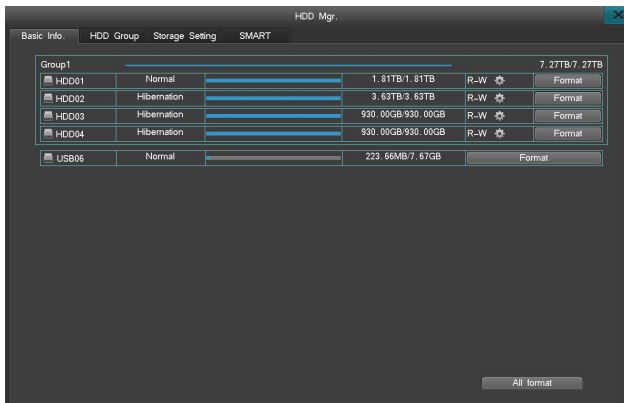 HDD Mgr.
Basic Info. HDD Group Storage Setting SMART
Group1 7.27TB/7.27TB
HDD01 Normal 1.81TB/1.81TB R-W Format
HDD02 Hibernation 3.63TB/3.63TB R-W Format
HDD03 Hibernation 930.00GB/930.00GB R-W Format
HDD04 Hibernation 930.00GB/930.00GB R-W Format
USB06 Normal 223.66MB/7.67GB Format
All format